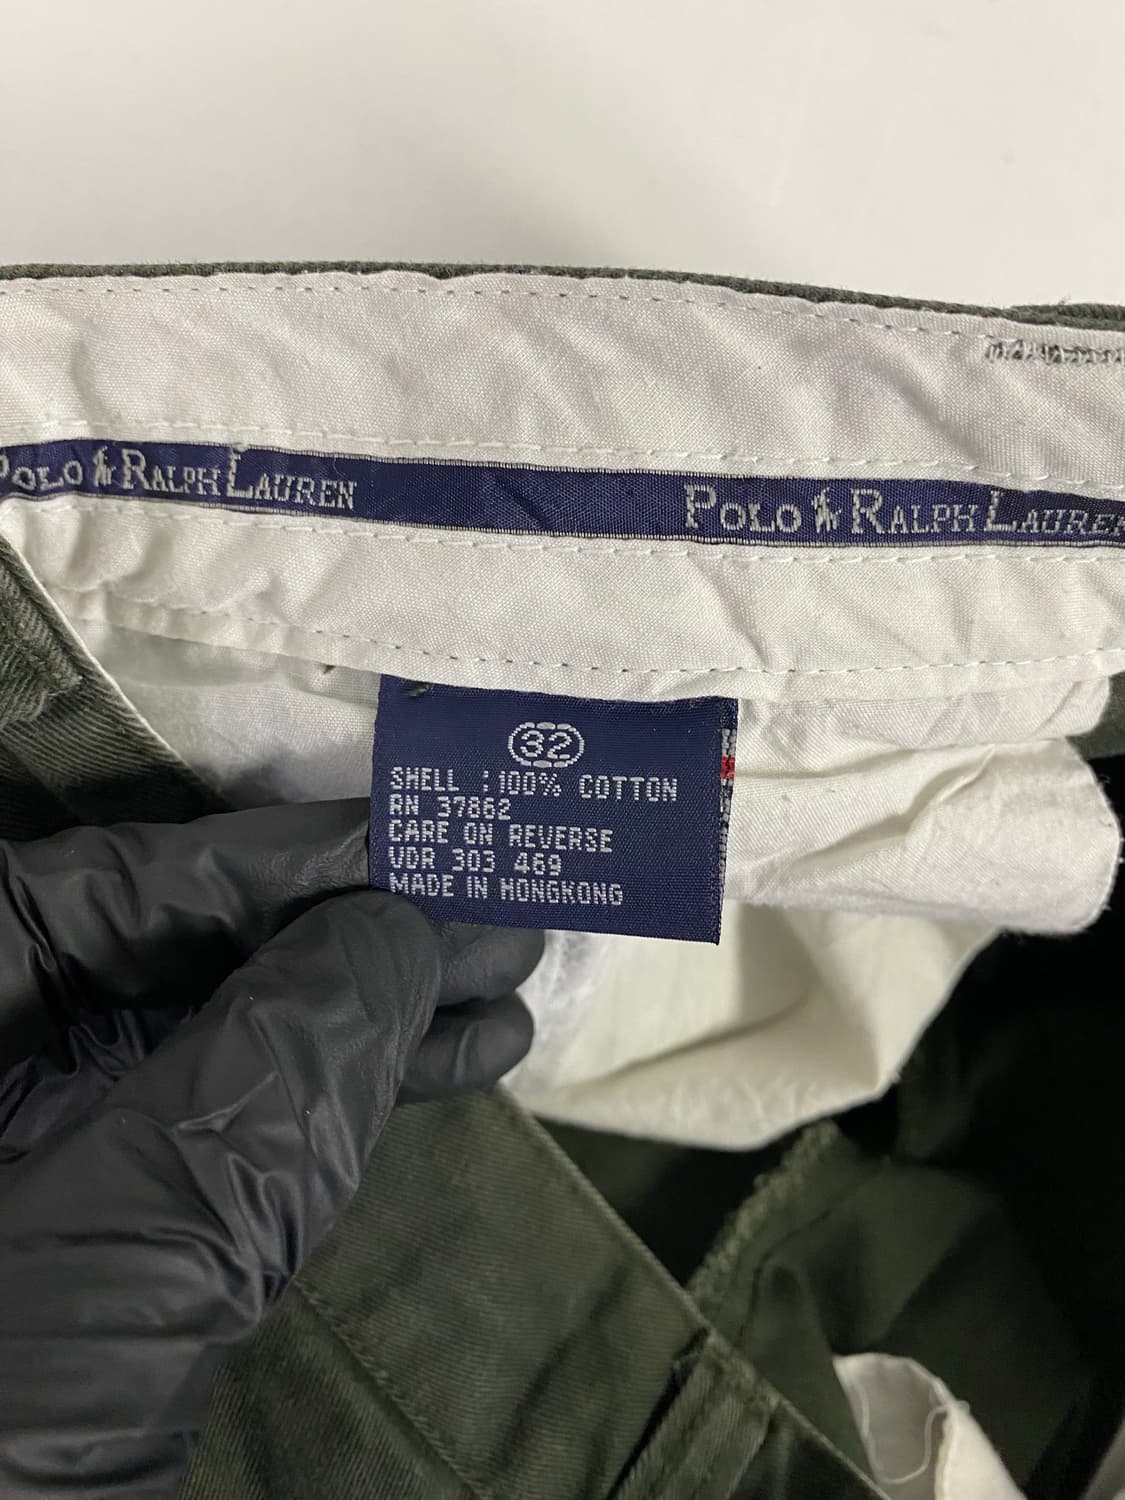 POLO RALPH LAUREN
POLO RALPH LAUREN
32
SHELL : 100% COTTON
RN 37862
CARE ON REVERSE
VDR 303 469
MADE IN HONGKONG